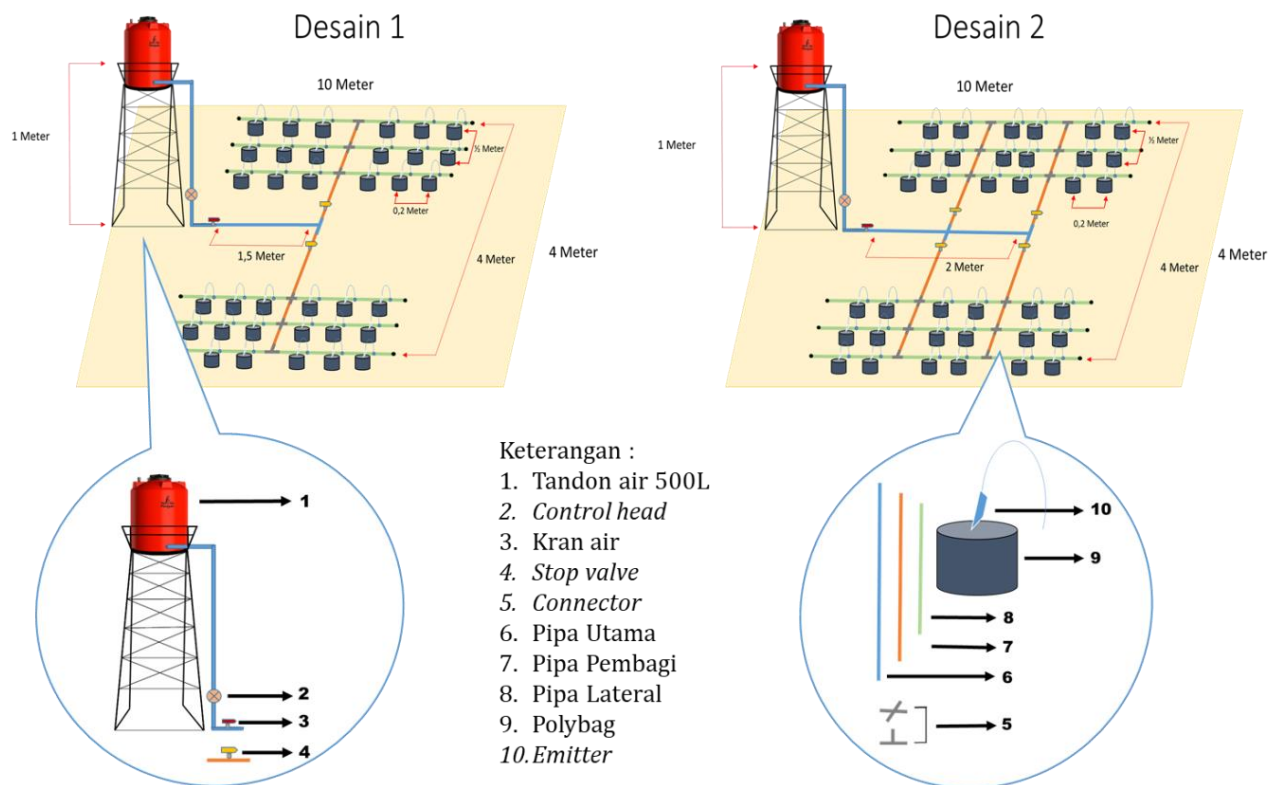 Desain 1
10 Meter
1 Meter
½ Meter
0,2 Meter
1,5 Meter
4 Meter
4 Meter
Desain 2
10 Meter
1 Meter
½ Meter
0,2 Meter
2 Meter
4 Meter
4 Meter
1
2
3
4
Keterangan :
1. Tandon air 500L
2. Control head
3. Kran air
4. Stop valve
5. Connector
6. Pipa Utama
7. Pipa Pembagi
8. Pipa Lateral
9. Polybag
10. Emitter
10
9
8
7
6
5